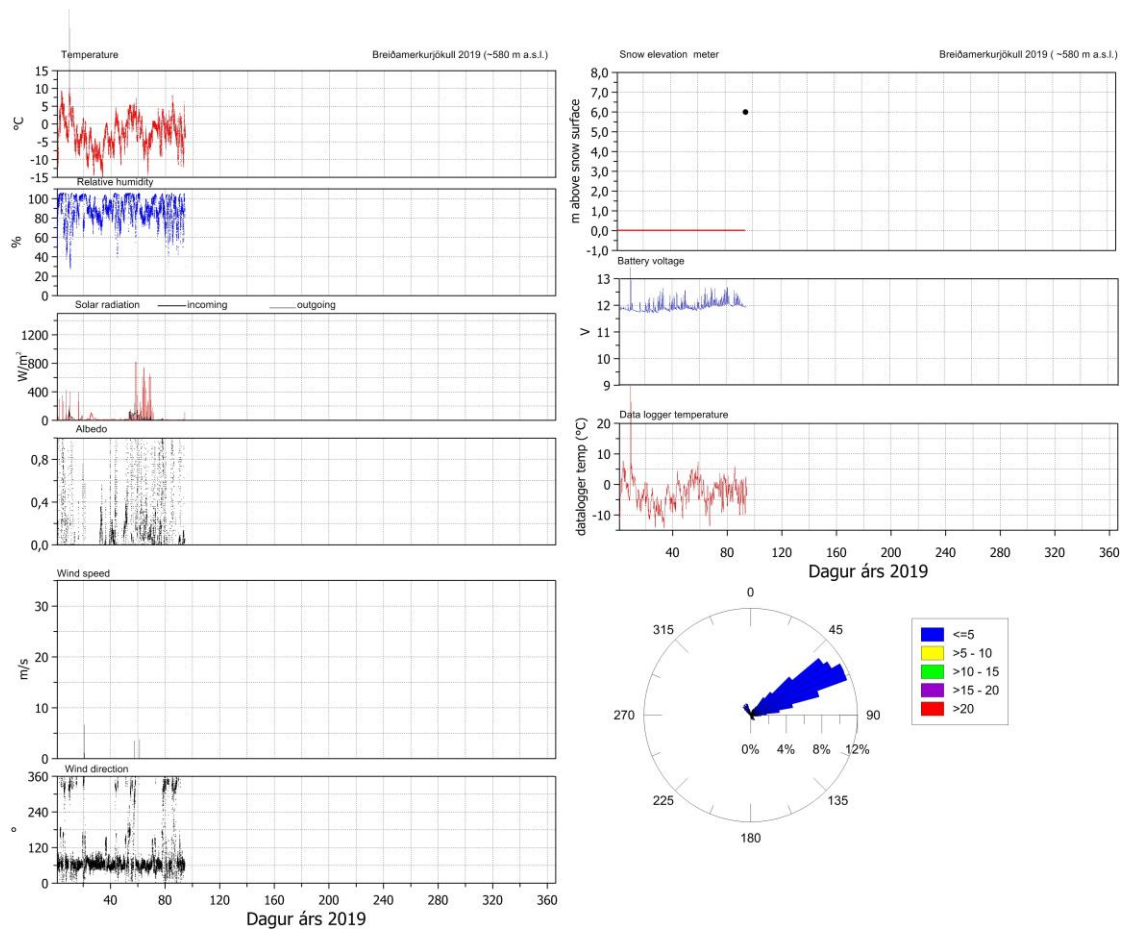 Temperature Breiðamerkurjökull 2019 (~580 m a.s.l.)
15
10
5
0
-5
-10
-15
°C
Relative humidity
100
80
60
40
20
0
%
Solar radiation incoming outgoing
1200
800
400
0
W/m²
Albedo
0,8
0,4
0,0
Wind speed
30
20
10
0
m/s
Wind direction
360
240
120
0
°
0 40 80 120 160 200 240 280 320 360
Dagur árs 2019
Snow elevation meter Breiðamerkurjökull 2019 ( ~580 m a.s.l.)
8,0
7,0
6,0
5,0
4,0
3,0
2,0
1,0
0,0
-1,0
m above snow surface
Battery voltage
13
12
11
10
9
V
Data logger temperature
20
10
0
-10
datalogger temp (°C)
40 80 120 160 200 240 280 320 360
Dagur árs 2019
0
45
90
135
180
225
270
315
0% 4% 8% 12%
<=5
>5 - 10
>10 - 15
>15 - 20
>20